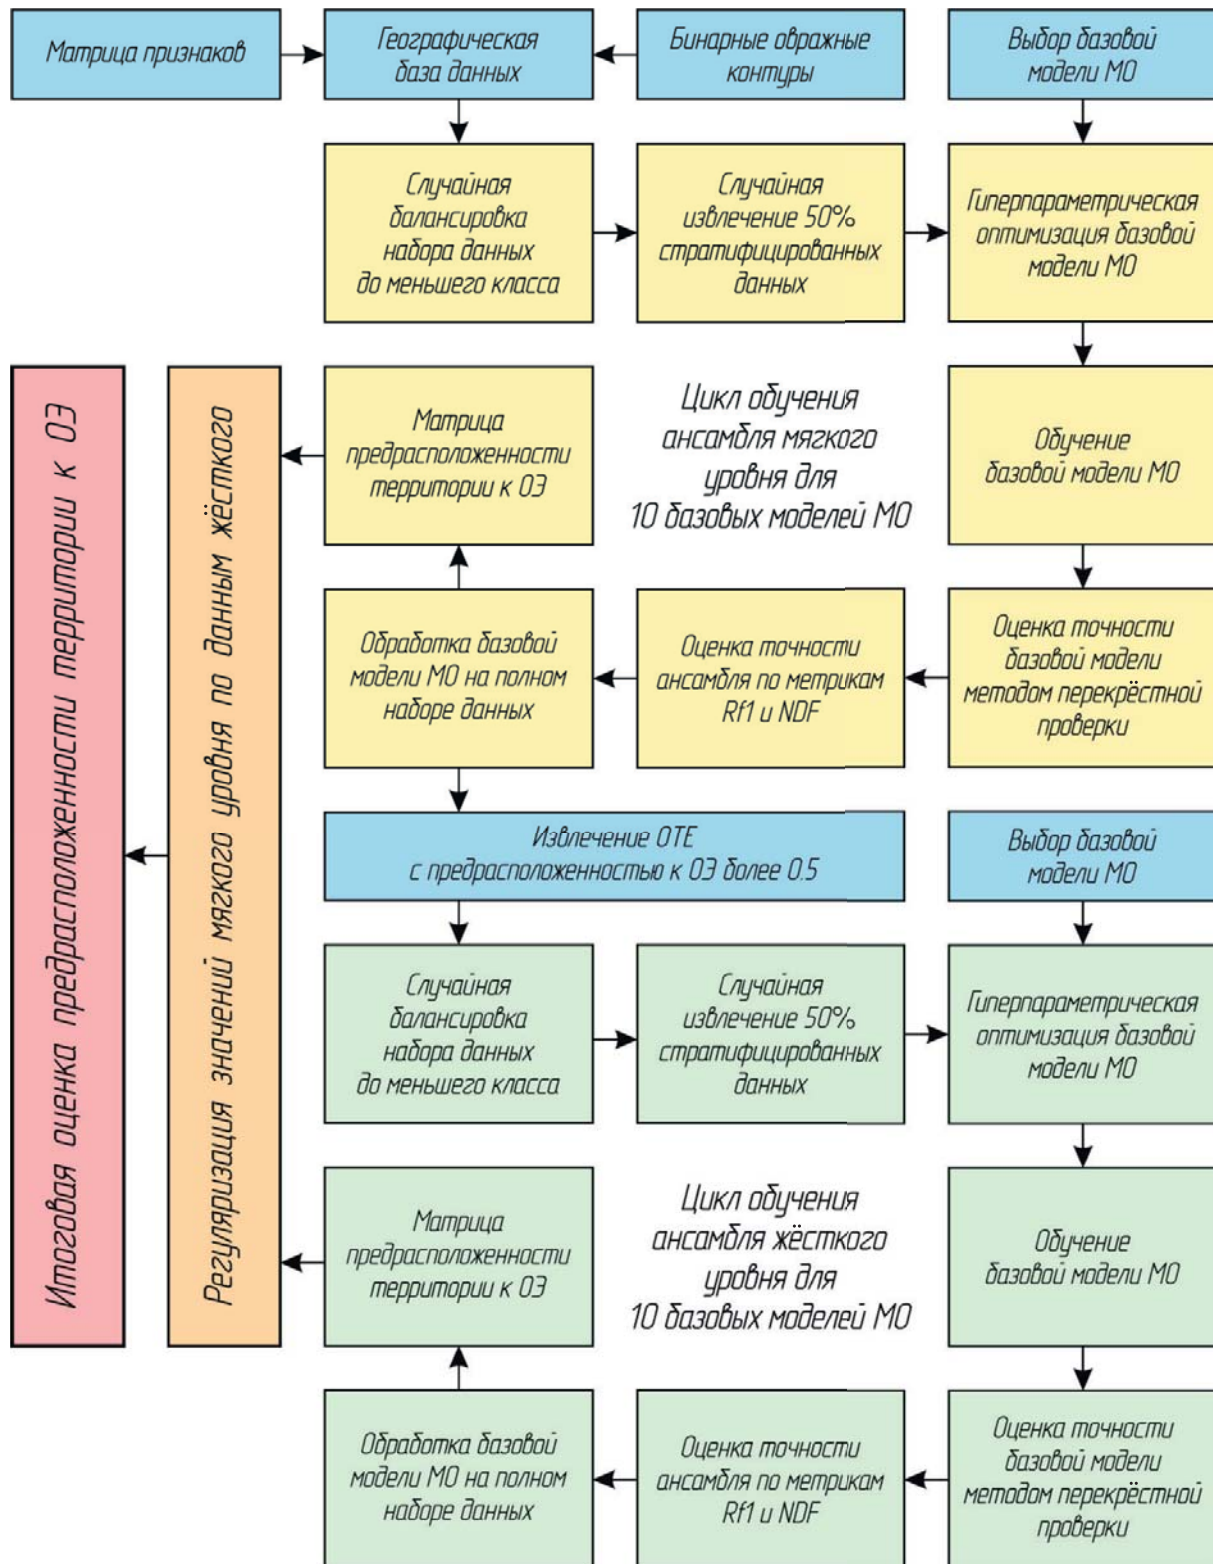 Матрица признаков
Географическая
база данных
Бинарные овражные
контуры
Выбор базовой
модели МО
Случайная
балансировка
набора данных
до меньшего класса
Случайная
извлечение 50%
стратифицированных
данных
Гиперпараметрическая
оптимизация базовой
модели МО
Итоговая оценка предрасположенности территории к ОЭ
Регуляризация значений мягкого уровня по данным жёсткого
Матрица
предрасположенности
территории к ОЭ
Цикл обучения
ансамбля мягкого
уровня для
10 базовых моделей МО
Обучение
базовой модели МО
Обработка базовой
модели МО на полном
наборе данных
Оценка точности
ансамбля по метрикам
Rf1 и NDF
Оценка точности
базовой модели
методом перекрёстной
проверки
Извлечение ОТЕ
с предрасположенностью к ОЭ более 0.5
Выбор базовой
модели МО
Случайная
балансировка
набора данных
до меньшего класса
Случайная
извлечение 50%
стратифицированных
данных
Гиперпараметрическая
оптимизация базовой
модели МО
Матрица
предрасположенности
территории к ОЭ
Цикл обучения
ансамбля жёсткого
уровня для
10 базовых моделей МО
Обучение
базовой модели МО
Обработка базовой
модели МО на полном
наборе данных
Оценка точности
ансамбля по метрикам
Rf1 и NDF
Оценка точности
базовой модели
методом перекрёстной
проверки